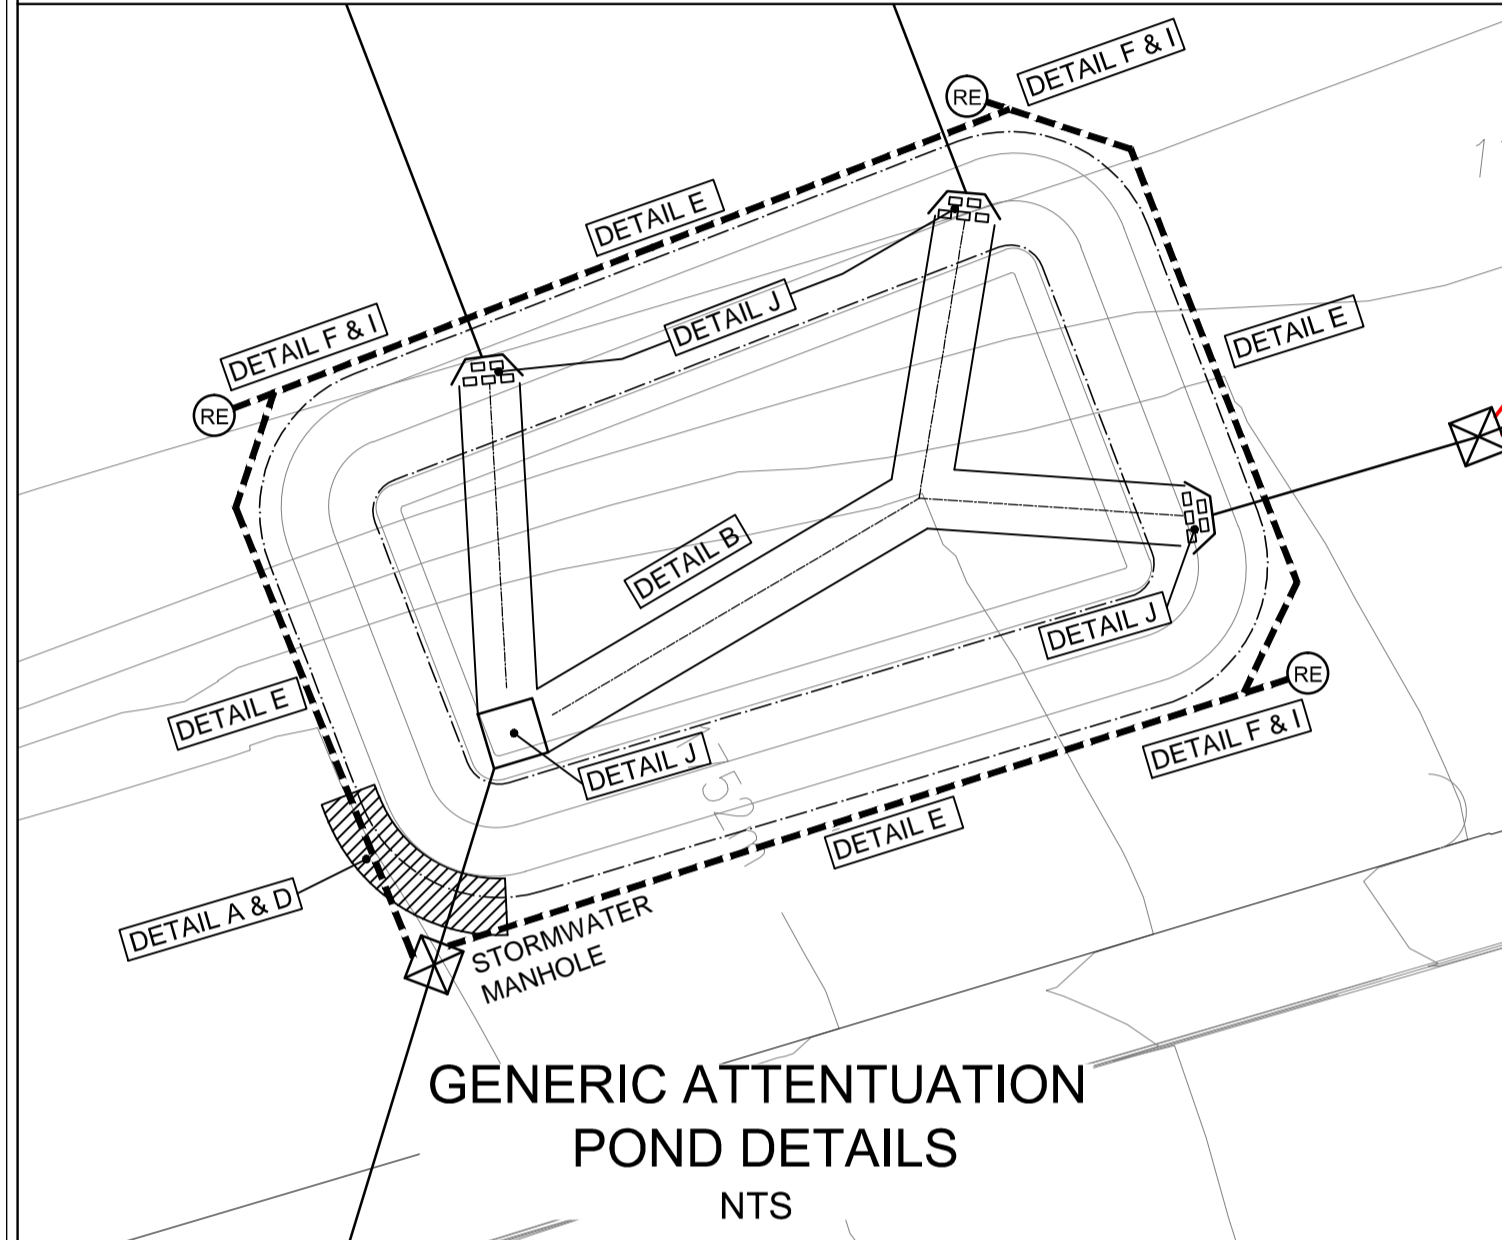 DETAIL F & I
RE
DETAIL E
DETAIL J
DETAIL F & I
RE
DETAIL E
DETAIL B
DETAIL J
RE
DETAIL F & I
DETAIL E
DETAIL J
DETAIL E
DETAIL A & D
STORMWATER
MANHOLE
GENERIC ATTENTUATION
POND DETAILS
NTS